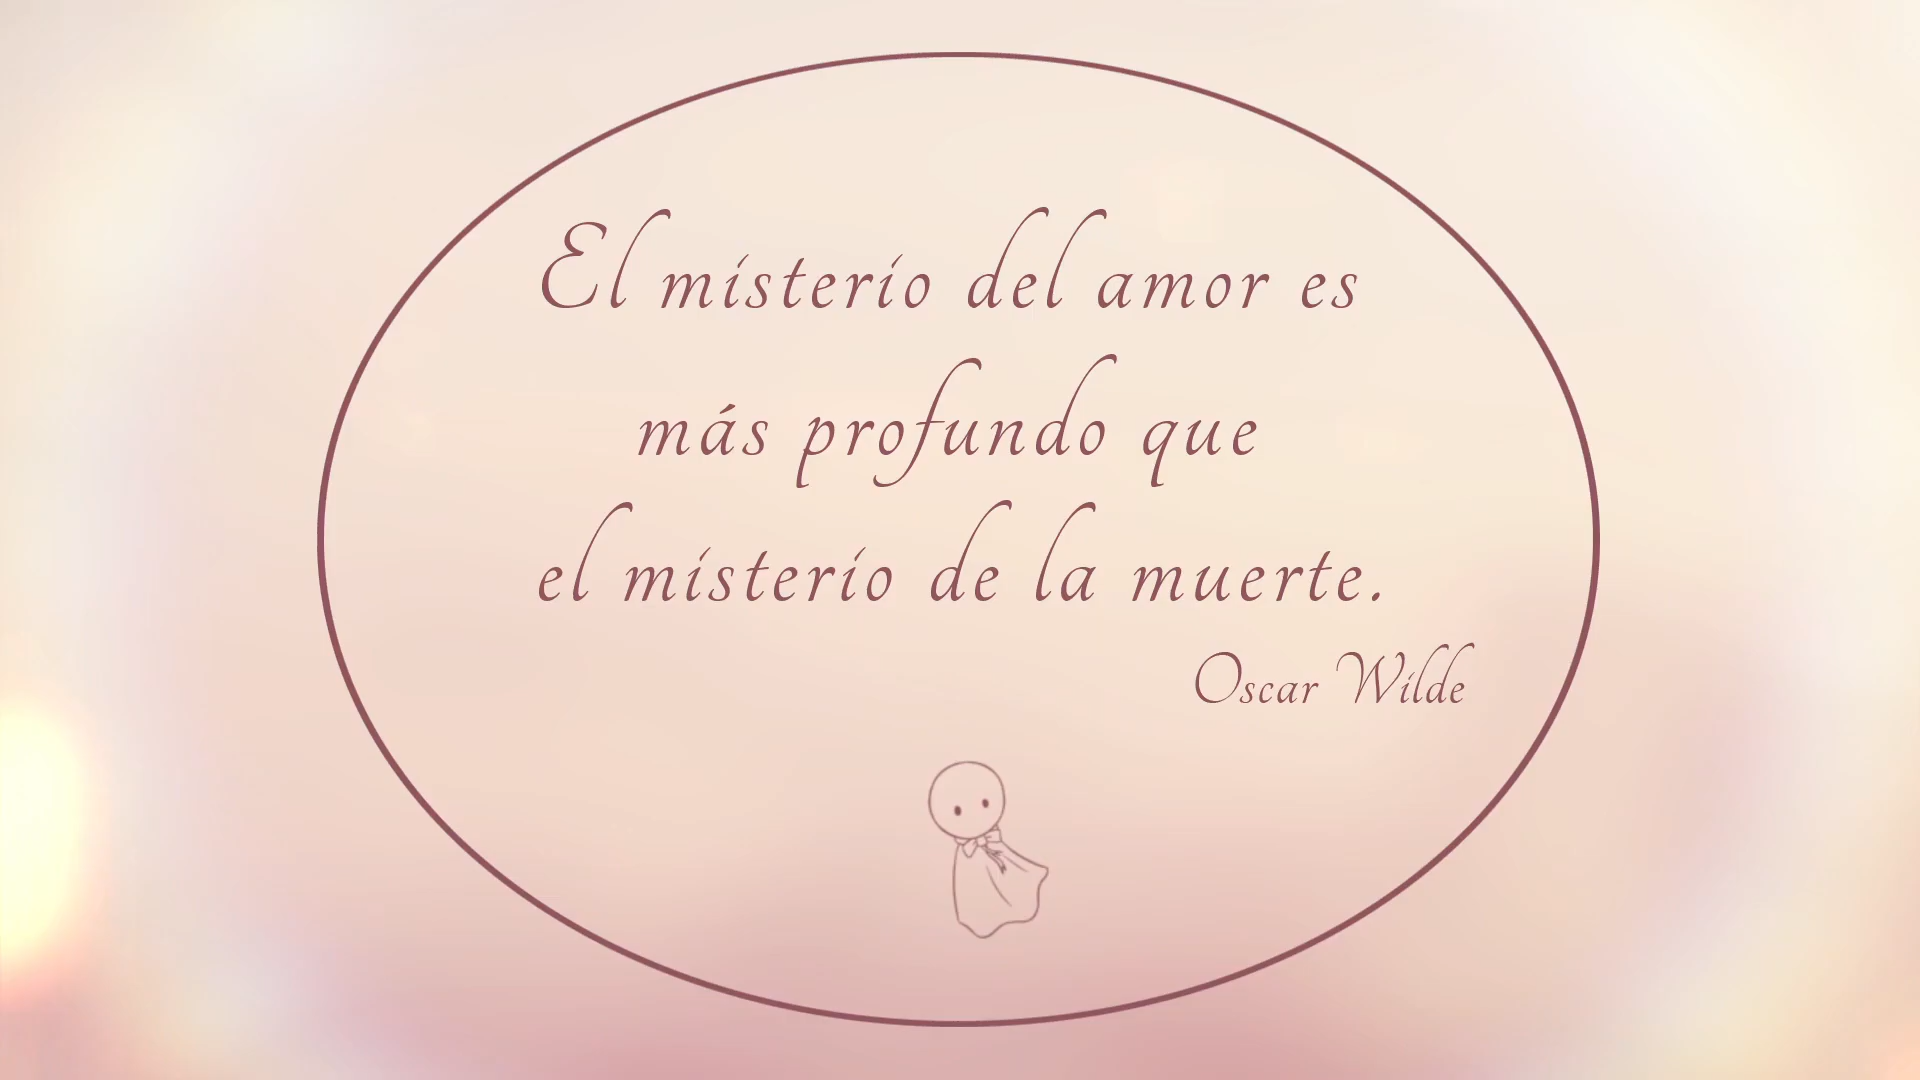 El misterio del amor es
más profundo que
el misterio de la muerte.
Oscar Wilde